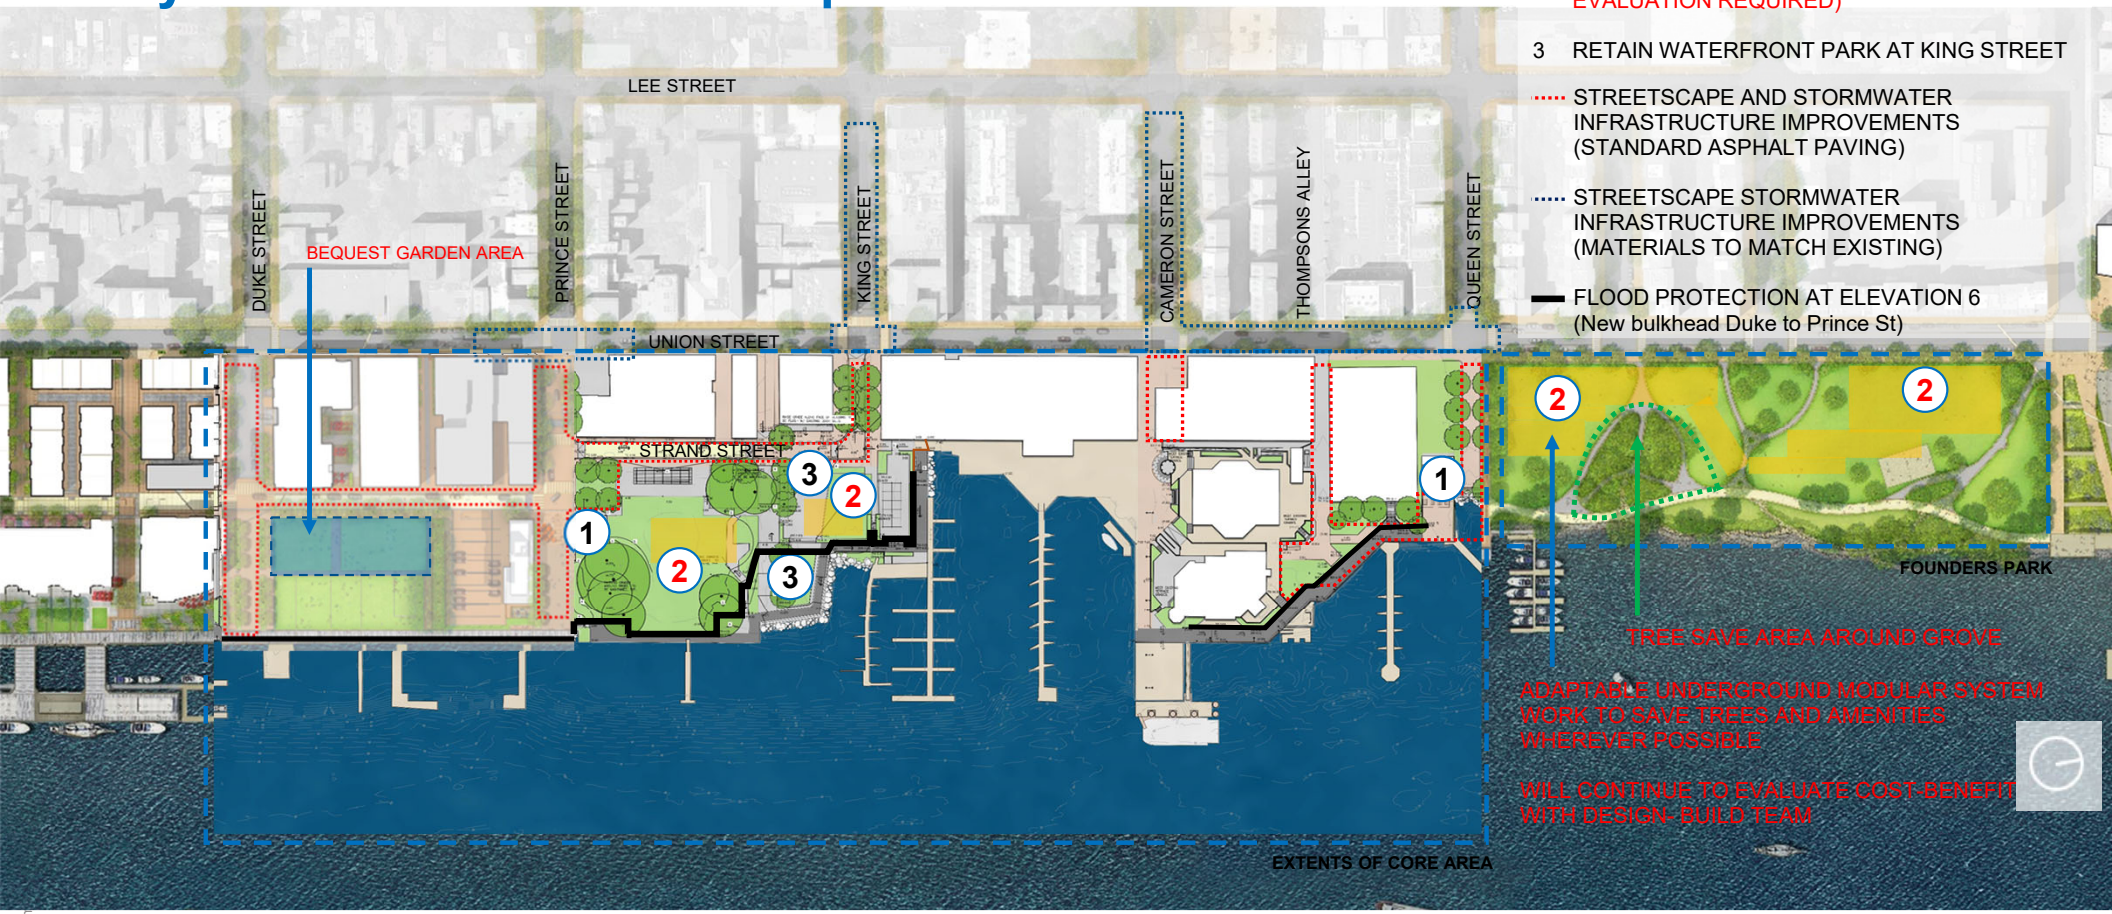 EVALUATION REQUIRED)
3 RETAIN WATERFRONT PARK AT KING STREET
STREETSCAPE AND STORMWATER
INFRASTRUCTURE IMPROVEMENTS
(STANDARD ASPHALT PAVING)
STREETSCAPE STORMWATER
INFRASTRUCTURE IMPROVEMENTS
(MATERIALS TO MATCH EXISTING)
FLOOD PROTECTION AT ELEVATION 6
(New bulkhead Duke to Prince St)
LEE STREET
DUKE STREET
PRINCE STREET
KING STREET
CAMERON STREET
THOMPSONS ALLEY
QUEEN STREET
BEQUEST GARDEN AREA
UNION STREET
STRAND STREET
2
2
3
2
1
1
2
3
FOUNDERS PARK
TREE SAVE AREA AROUND GROVE
ADAPTABLE UNDERGROUND MODULAR SYSTEM
WORK TO SAVE TREES AND AMENITIES
WHEREVER POSSIBLE
WILL CONTINUE TO EVALUATE COST-BENEFIT
WITH DESIGN- BUILD TEAM
EXTENTS OF CORE AREA